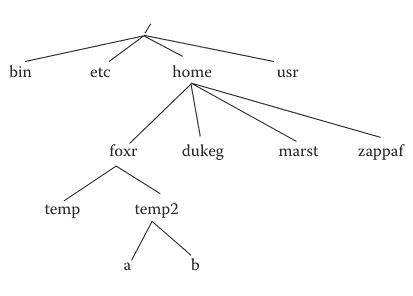 /
bin etc home usr
foxr dukeg marst zappaf
temp temp2
a b